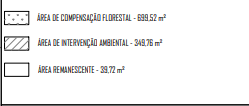 ÁREA DE COMPENSAÇÃO FLORESTAL - 699,52 m²
ÁREA DE INTERVENÇÃO AMBIENTAL - 349,76 m²
ÁREA REMANESCENTE - 39,72 m²